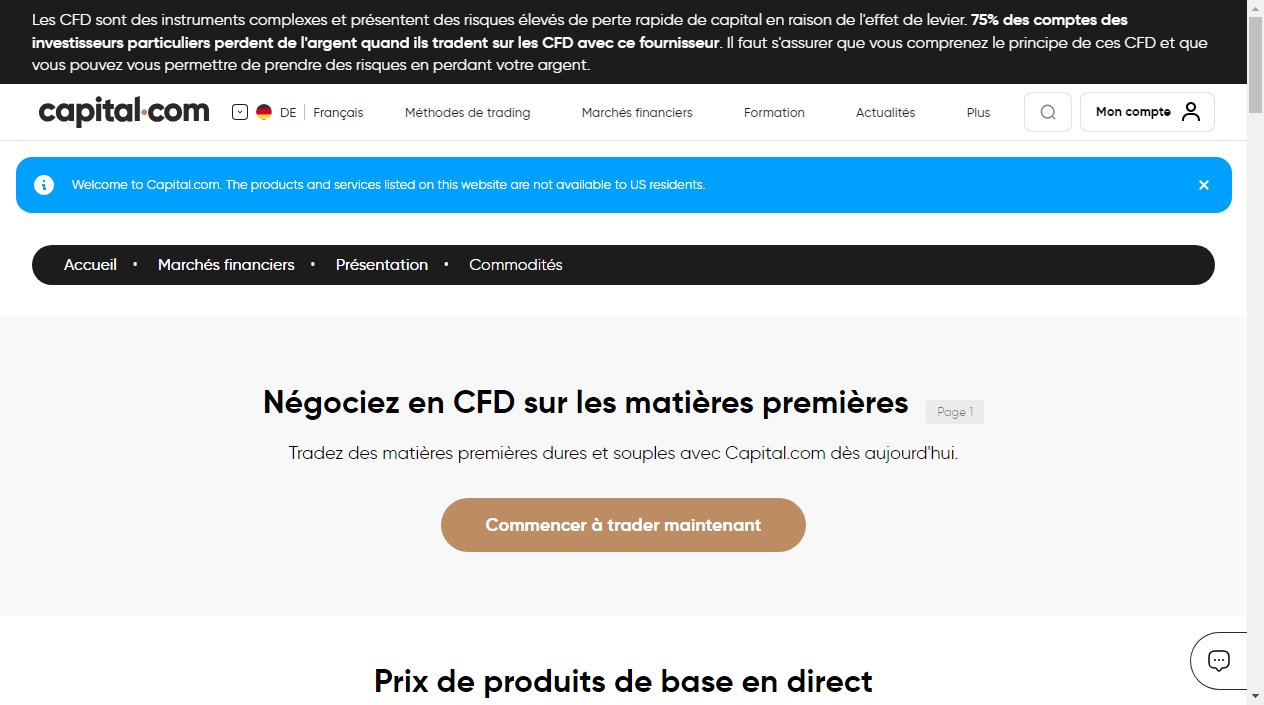 Les CFD sont des instruments complexes et présentent des risques élevés de perte rapide de capital en raison de l'effet de levier. 75% des comptes des
investisseurs particuliers perdent de l'argent quand ils tradent sur les CFD avec ce fournisseur. Il faut s'assurer que vous comprenez le principe de ces CFD et que
vous pouvez vous permettre de prendre des risques en perdant votre argent.
capital.com DE Français Méthodes de trading Marchés financiers Formation Actualités Plus Mon compte
Welcome to Capital.com. The products and services listed on this website are not available to US residents.
Accueil • Marchés financiers • Présentation • Commodités
Négociez en CFD sur les matières premières Page 1
Tradez des matières premières dures et souples avec Capital.com dès aujourd'hui.
Commencer à trader maintenant
Prix de produits de base en direct